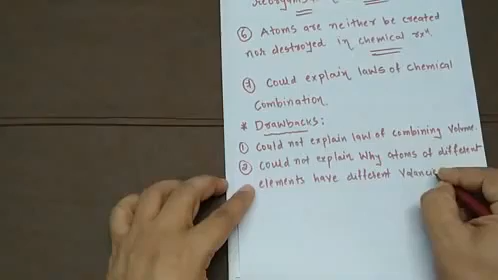 ⑥ Atoms are neither be created
nor destroyed in chemical rxn.
⑦ Could explain laws of chemical
Combination.
* Drawbacks:
① Could not explain law of combining Volume.
② Could not explain Why atoms of different
elements have different